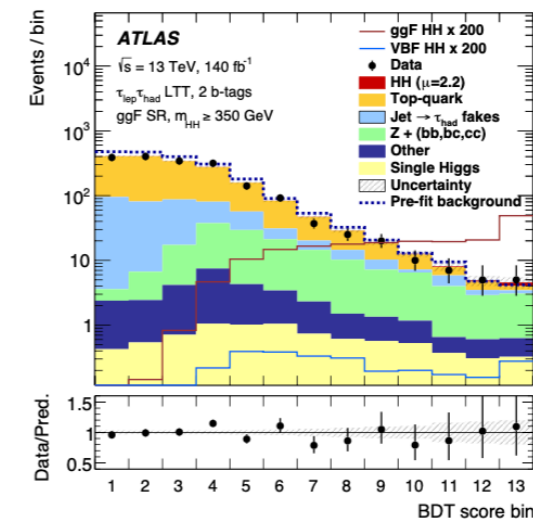 Events / bin
10⁴
10³
10²
10
1
ATLAS
√s = 13 TeV, 140 fb⁻¹
τlepτhad LTT, 2 b-tags
ggF SR, mHH ≥ 350 GeV
ggF HH x 200
VBF HH x 200
Data
HH (μ=2.2)
Top-quark
Jet → τhad fakes
Z + (bb,bc,cc)
Other
Single Higgs
Uncertainty
Pre-fit background
Data/Pred.
1.5
1
0.5
1 2 3 4 5 6 7 8 9 10 11 12 13
BDT score bin